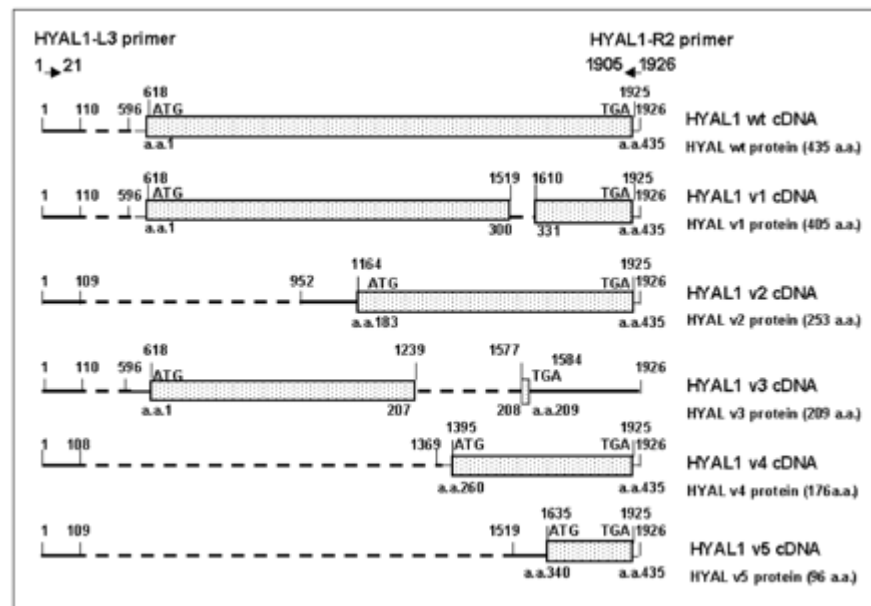 HYAL1-L3 primer HYAL1-R2 primer
1 21 1905 1926
618 1925
1 110 596 ATG TGA 1926 HYAL1 wt cDNA
a.a.1 a.a.435 HYAL wt protein (435 a.a.)
618 1519 1610 1925
1 110 596 ATG TGA 1926 HYAL1 v1 cDNA
a.a.1 300 331 a.a.435 HYAL v1 protein (405 a.a.)
1164 1925
1 109 952 ATG TGA 1926 HYAL1 v2 cDNA
a.a.183 a.a.435 HYAL v2 protein (253 a.a.)
618 1239 1577 1584
1 110 596 ATG TGA 1926 HYAL1 v3 cDNA
a.a.1 207 208 a.a.209 HYAL v3 protein (209 a.a.)
1395 1925
1 108 1369 ATG TGA 1926 HYAL1 v4 cDNA
a.a.260 a.a.435 HYAL v4 protein (176a.a.)
1635 1925
1 109 1519 ATG TGA 1926 HYAL1 v5 cDNA
a.a.340 a.a.435 HYAL v5 protein (96 a.a.)